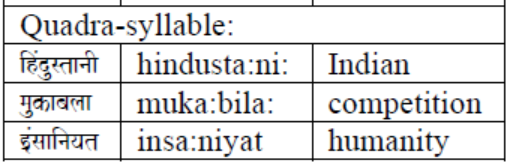 Quadra-syllable:
हिंदुस्तानी hindusta:ni: Indian
मुकाबला muka:bila: competition
इंसानियत insa:niyat humanity